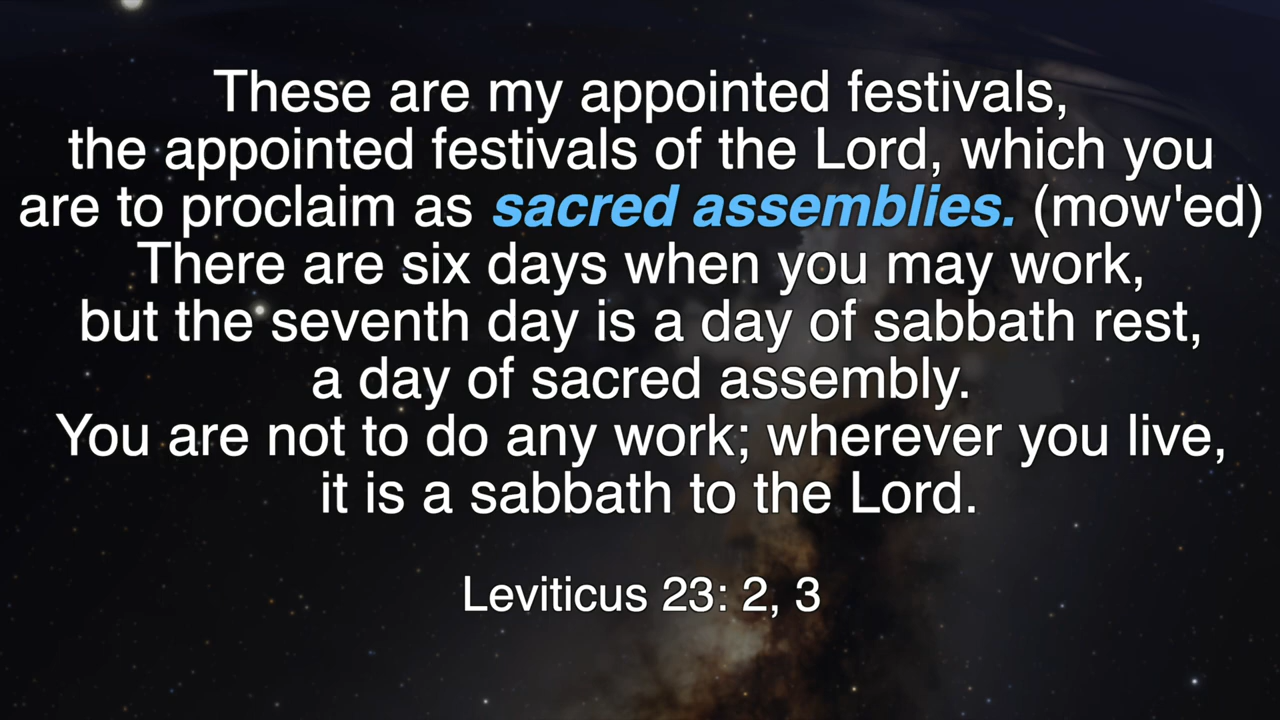 These are my appointed festivals,
the appointed festivals of the Lord, which you
are to proclaim as sacred assemblies. (mow'ed)
There are six days when you may work,
but the seventh day is a day of sabbath rest,
a day of sacred assembly.
You are not to do any work; wherever you live,
it is a sabbath to the Lord.
Leviticus 23: 2, 3